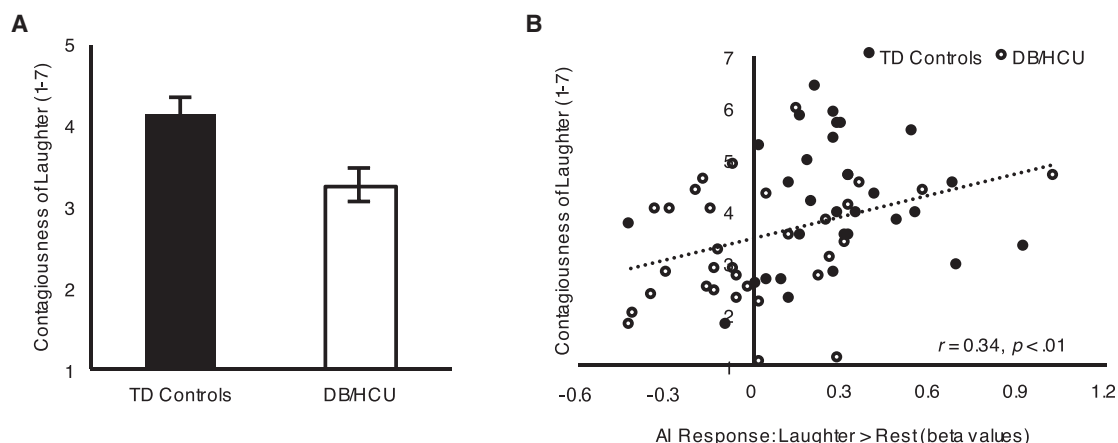 A
Contagiousness of Laughter (1-7)
5
4
3
2
1
TD Controls
DB/HCU
B
Contagiousness of Laughter (1-7)
TD Controls DB/HCU
7
6
5
4
3
2
1
r = 0.34, p < .01
-0.6 -0.3 0 0.3 0.6 0.9 1.2
AI Response: Laughter > Rest (beta values)